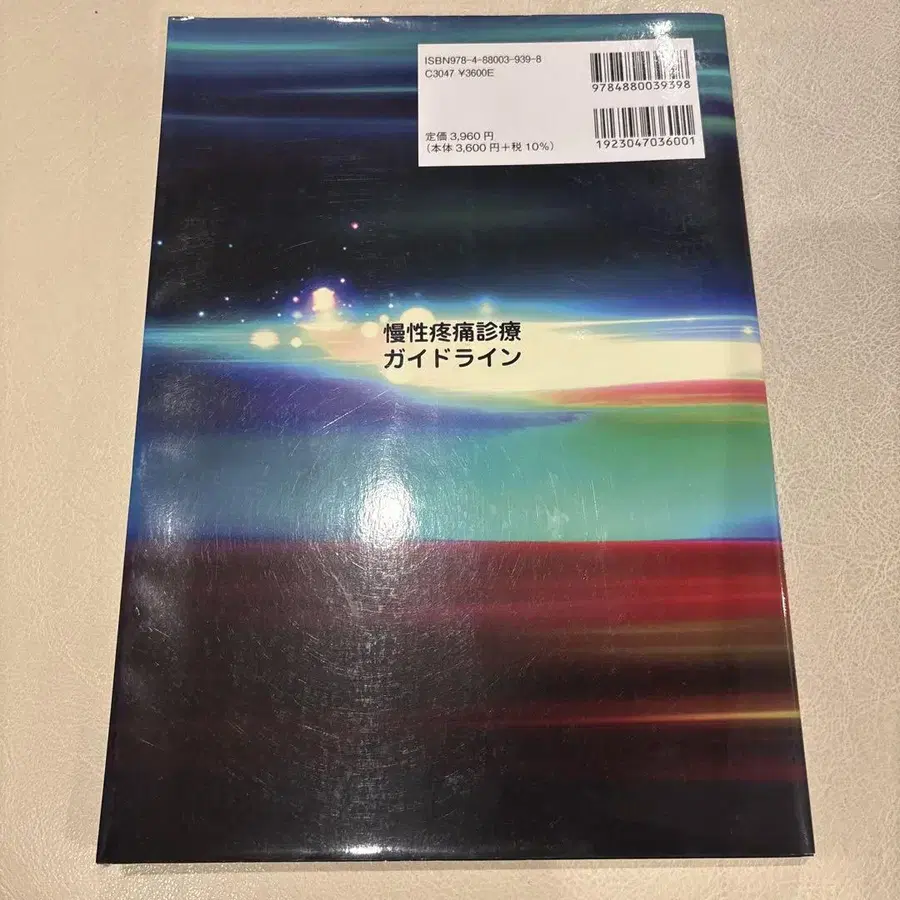 ISBN978-4-88003-939-8
C3047 ¥3600E
9784880039398
定価 3,960 円
（本体 3,600 円＋税 10%）
1923047036001
慢性疼痛診療
ガイドライン